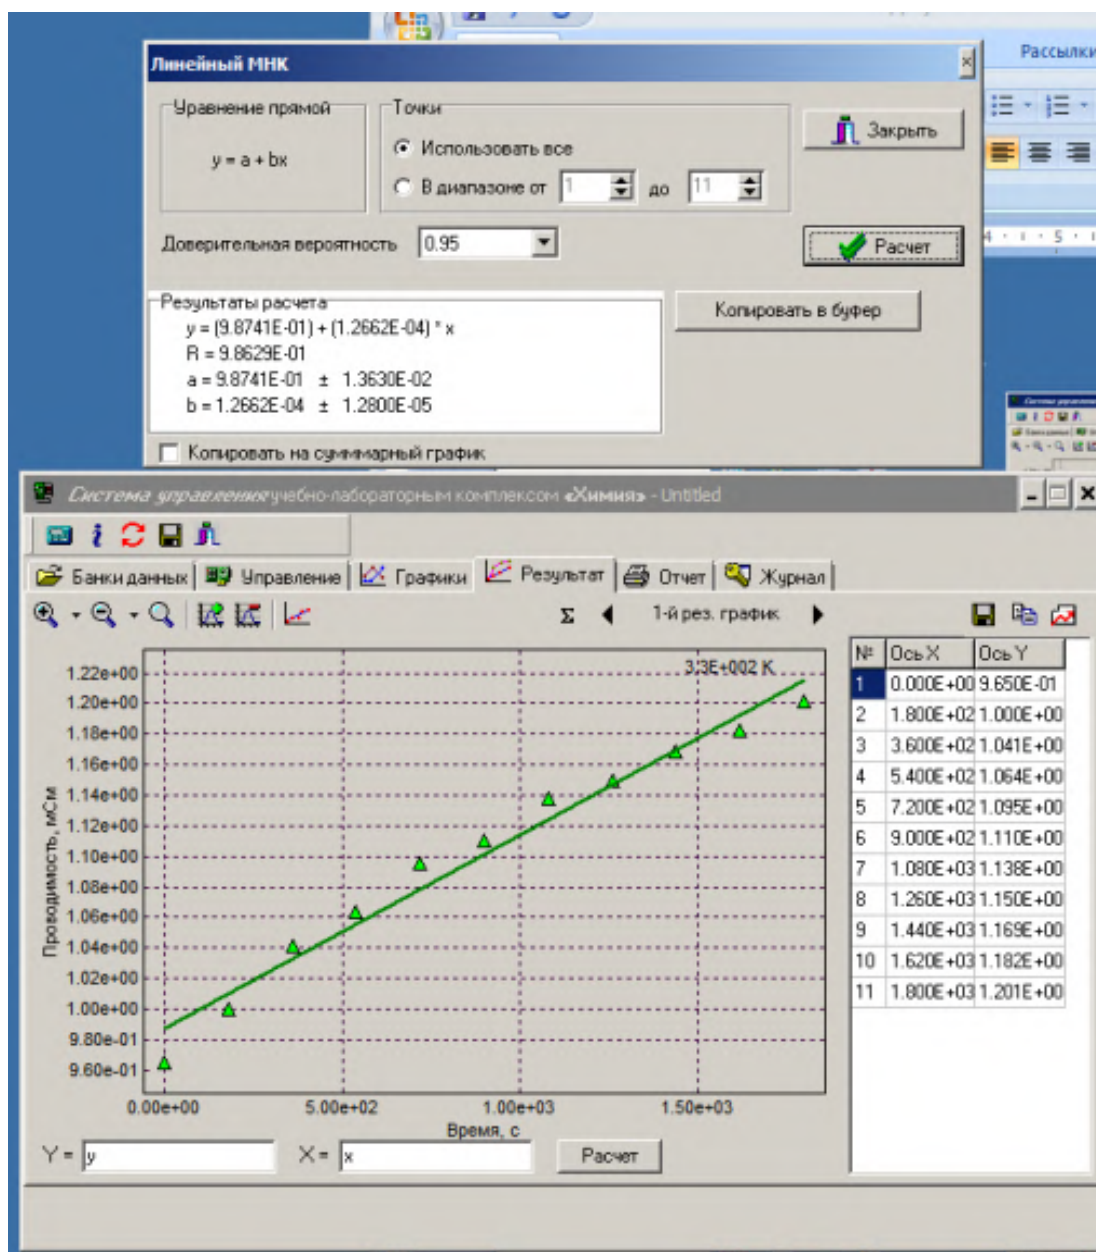 Рассылки
Линейный МНК
Уравнение прямой
Точки
Закрыть
y = a + bx
Использовать все
В диапазоне от 1 до 11
Доверительная вероятность 0.95
Расчет
4 · ı · 5 · ı
Результаты расчета
y = (9.8741E-01) + (1.2662E-04) * x
R = 9.8629E-01
a = 9.8741E-01 ± 1.3630E-02
b = 1.2662E-04 ± 1.2800E-05
Копировать в буфер
Копировать на суммарный график
Система управления учебно-лабораторным комплексом «Химия» - Untitled
Банки данных Управление Графики Результат Отчет Журнал
Σ 1-й рез. график
3.3E+002 K
Проводимость, мСм
1.22e+00
1.20e+00
1.18e+00
1.16e+00
1.14e+00
1.12e+00
1.10e+00
1.08e+00
1.06e+00
1.04e+00
1.02e+00
1.00e+00
9.80e-01
9.60e-01
0.00e+00 5.00e+02 1.00e+03 1.50e+03
Время, с
№ Ось X Ось Y
1 0.000E+00 9.650E-01
2 1.800E+02 1.000E+00
3 3.600E+02 1.041E+00
4 5.400E+02 1.064E+00
5 7.200E+02 1.095E+00
6 9.000E+02 1.110E+00
7 1.080E+03 1.138E+00
8 1.260E+03 1.150E+00
9 1.440E+03 1.169E+00
10 1.620E+03 1.182E+00
11 1.800E+03 1.201E+00
Y = y X = x Расчет